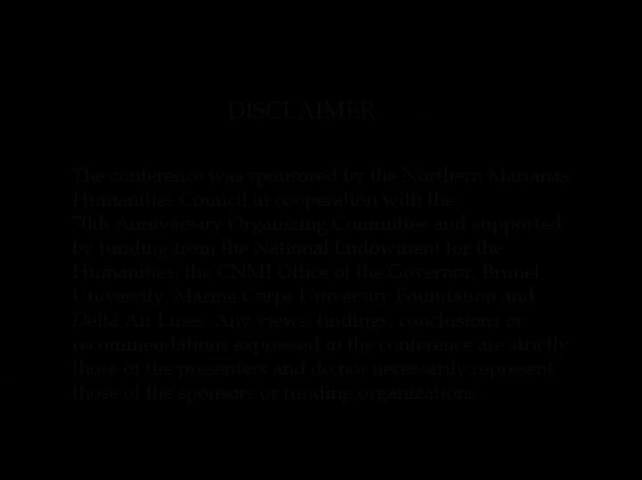 DISCLAIMER
The conference was sponsored by the Northern Marianas
Humanities Council in cooperation with the
70th Anniversary Organizing Committee and supported
by funding from the National Endowment for the
Humanities, the CNMI Office of the Governor, Brunel
University, Marine Corps University Foundation and
Delta Air Lines. Any views, findings, conclusions or
recommendations expressed in the conference are strictly
those of the presenters and do not necessarily represent
those of the sponsors or funding organizations.